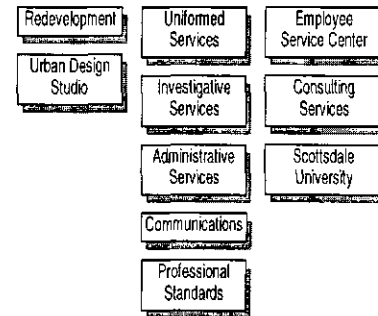 Redevelopment
Urban Design
Studio
Uniformed
Services
Investigative
Services
Administrative
Services
Communications
Professional
Standards
Employee
Service Center
Consulting
Services
Scottsdale
University